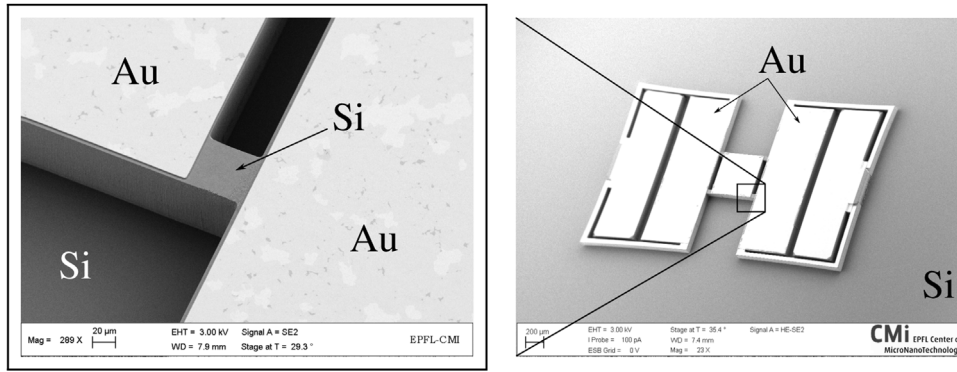 Au
Si
Au
Si
Mag = 289 X
20 µm
EHT = 3.00 kV
Signal A = SE2
WD = 7.9 mm
Stage at T = 29.3 °
EPFL-CMI
Au
Si
200 µm
EHT = 3.00 kV
Stage at T = 35.4 °
Signal A = HE-SE2
I Probe = 100 pA
WD = 7.4 mm
ESB Grid = 0 V
Mag = 23 X
CMi EPFL Center o
MicroNanoTechnolog